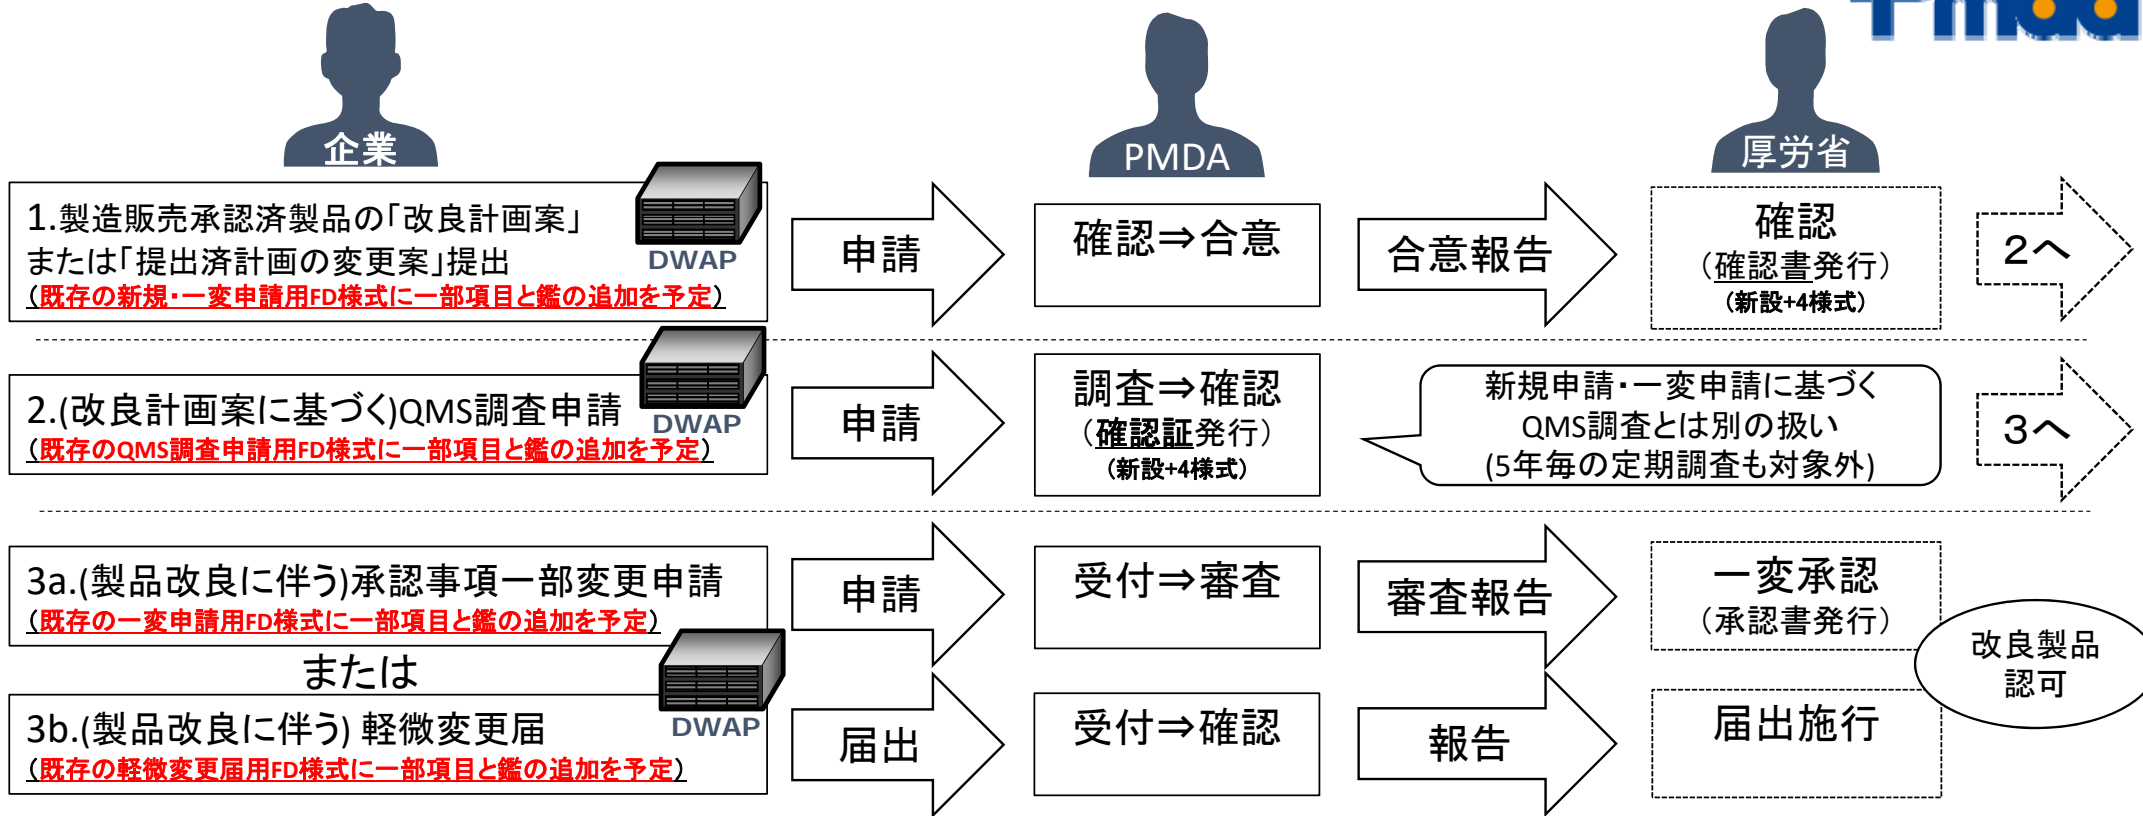 Pmda
企業
PMDA
厚労省
1.製造販売承認済製品の「改良計画案」
または「提出済計画の変更案」提出
(既存の新規・一変申請用FD様式に一部項目と鑑の追加を予定)
DWAP
申請
確認⇒合意
合意報告
確認
(確認書発行)
(新設+4様式)
2へ
2.(改良計画案に基づく)QMS調査申請
(既存のQMS調査申請用FD様式に一部項目と鑑の追加を予定)
DWAP
申請
調査⇒確認
(確認証発行)
(新設+4様式)
新規申請・一変申請に基づく
QMS調査とは別の扱い
(5年毎の定期調査も対象外)
3へ
3a.(製品改良に伴う)承認事項一部変更申請
(既存の一変申請用FD様式に一部項目と鑑の追加を予定)
申請
受付⇒審査
審査報告
一変承認
(承認書発行)
または
DWAP
改良製品
認可
3b.(製品改良に伴う) 軽微変更届
(既存の軽微変更届用FD様式に一部項目と鑑の追加を予定)
届出
受付⇒確認
報告
届出施行